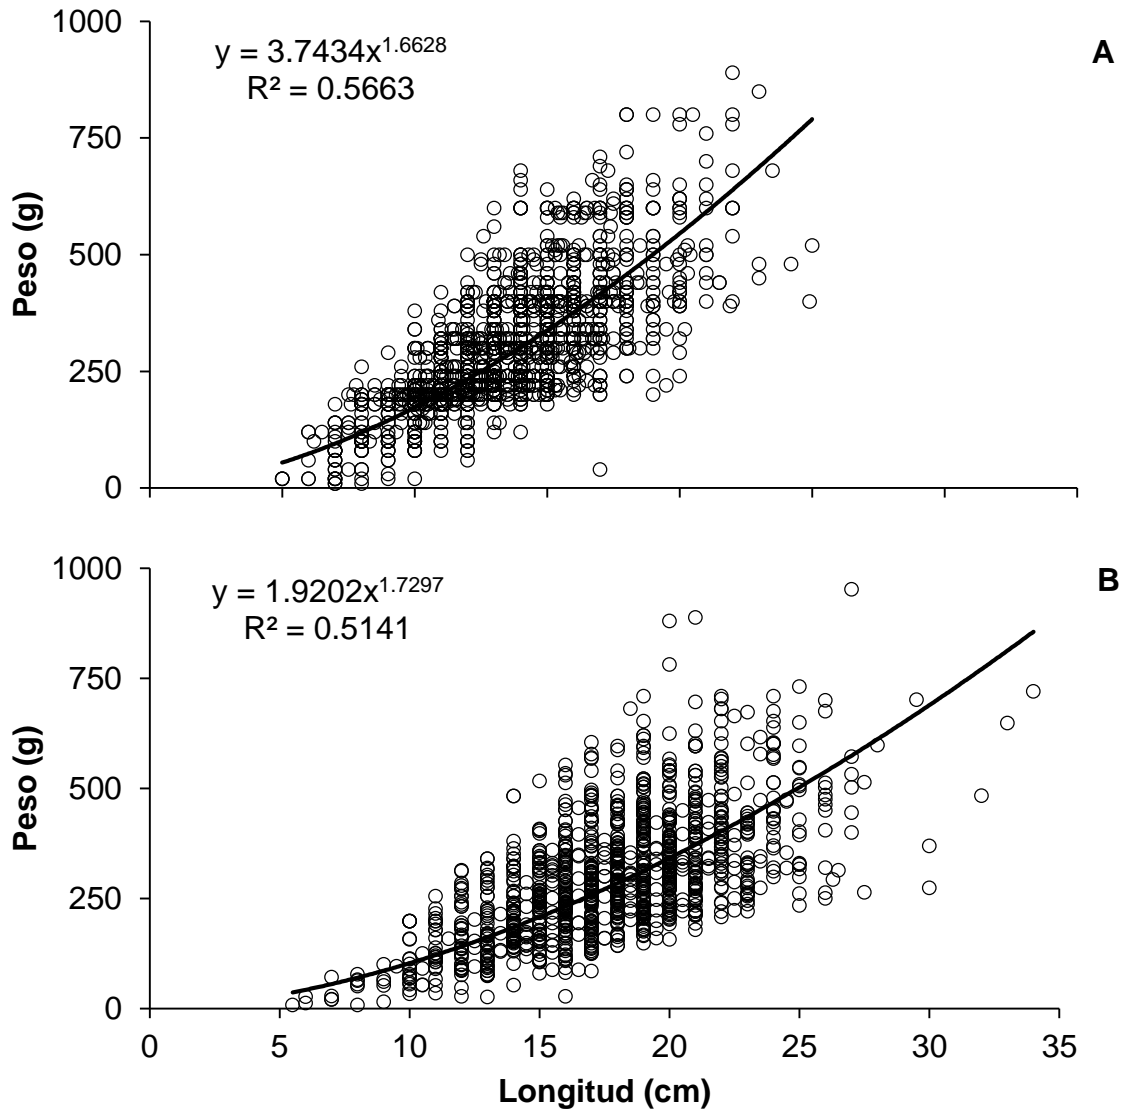 1000
y = 3.7434x^1.6628
A
R² = 0.5663
750
Peso (g)
500
250
0
1000
y = 1.9202x^1.7297
B
R² = 0.5141
750
Peso (g)
500
250
0
0 5 10 15 20 25 30 35
Longitud (cm)